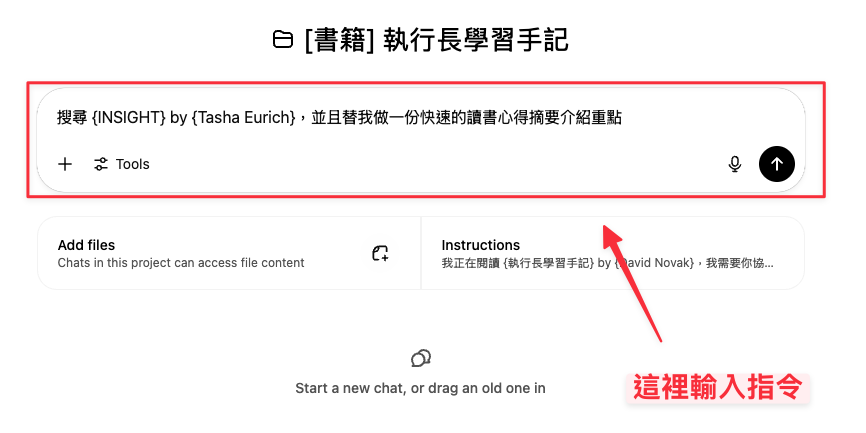 [書籍] 執行長學習手記
搜尋 {INSIGHT} by {Tasha Eurich}，並且替我做一份快速的讀書心得摘要介紹重點
Tools
Add files
Chats in this project can access file content
Instructions
我正在閱讀 {執行長學習手記} by {David Novak}，我需要你協...
Start a new chat, or drag an old one in
這裡輸入指令